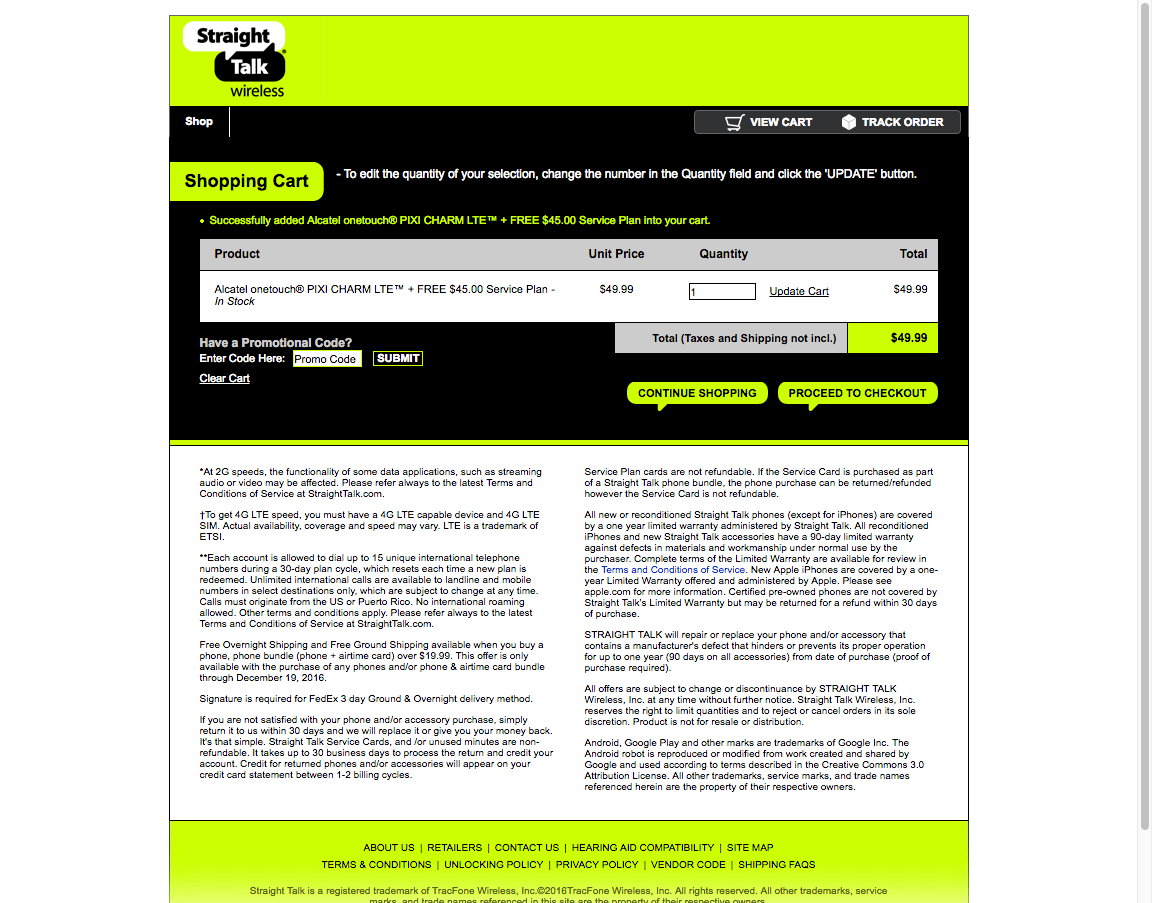 Straight
Talk®
wireless
Shop
VIEW CART
TRACK ORDER
Shopping Cart
- To edit the quantity of your selection, change the number in the Quantity field and click the 'UPDATE' button.
• Successfully added Alcatel onetouch® PIXI CHARM LTE™ + FREE $45.00 Service Plan into your cart.
Product Unit Price Quantity Total
Alcatel onetouch® PIXI CHARM LTE™ + FREE $45.00 Service Plan - $49.99 1 Update Cart $49.99
In Stock
Total (Taxes and Shipping not incl.) $49.99
Have a Promotional Code?
Enter Code Here: Promo Code SUBMIT
Clear Cart
CONTINUE SHOPPING PROCEED TO CHECKOUT
*At 2G speeds, the functionality of some data applications, such as streaming
audio or video may be affected. Please refer always to the latest Terms and
Conditions of Service at StraightTalk.com.
†To get 4G LTE speed, you must have a 4G LTE capable device and 4G LTE
SIM. Actual availability, coverage and speed may vary. LTE is a trademark of
ETSI.
**Each account is allowed to dial up to 15 unique international telephone
numbers during a 30-day plan cycle, which resets each time a new plan is
redeemed. Unlimited international calls are available to landline and mobile
numbers in select destinations only, which are subject to change at any time.
Calls must originate from the US or Puerto Rico. No international roaming
allowed. Other terms and conditions apply. Please refer always to the latest
Terms and Conditions of Service at StraightTalk.com.
Free Overnight Shipping and Free Ground Shipping available when you buy a
phone, phone bundle (phone + airtime card) over $19.99. This offer is only
available with the purchase of any phones and/or phone & airtime card bundle
through December 19, 2016.
Signature is required for FedEx 3 day Ground & Overnight delivery method.
If you are not satisfied with your phone and/or accessory purchase, simply
return it to us within 30 days and we will replace it or give you your money back.
It's that simple. Straight Talk Service Cards, and /or unused minutes are non-
refundable. It takes up to 30 business days to process the return and credit your
account. Credit for returned phones and/or accessories will appear on your
credit card statement between 1-2 billing cycles.
Service Plan cards are not refundable. If the Service Card is purchased as part
of a Straight Talk phone bundle, the phone purchase can be returned/refunded
however the Service Card is not refundable.
All new or reconditioned Straight Talk phones (except for iPhones) are covered
by a one year limited warranty administered by Straight Talk. All reconditioned
iPhones and new Straight Talk accessories have a 90-day limited warranty
against defects in materials and workmanship under normal use by the
purchaser. Complete terms of the Limited Warranty are available for review in
the Terms and Conditions of Service. New Apple iPhones are covered by a one-
year Limited Warranty offered and administered by Apple. Please see
apple.com for more information. Certified pre-owned phones are not covered by
Straight Talk's Limited Warranty but may be returned for a refund within 30 days
of purchase.
STRAIGHT TALK will repair or replace your phone and/or accessory that
contains a manufacturer's defect that hinders or prevents its proper operation
for up to one year (90 days on all accessories) from date of purchase (proof of
purchase required).
All offers are subject to change or discontinuance by STRAIGHT TALK
Wireless, Inc. at any time without further notice. Straight Talk Wireless, Inc.
reserves the right to limit quantities and to reject or cancel orders in its sole
discretion. Product is not for resale or distribution.
Android, Google Play and other marks are trademarks of Google Inc. The
Android robot is reproduced or modified from work created and shared by
Google and used according to terms described in the Creative Commons 3.0
Attribution License. All other trademarks, service marks, and trade names
referenced herein are the property of their respective owners.
ABOUT US | RETAILERS | CONTACT US | HEARING AID COMPATIBILITY | SITE MAP
TERMS & CONDITIONS | UNLOCKING POLICY | PRIVACY POLICY | VENDOR CODE | SHIPPING FAQS
Straight Talk is a registered trademark of TracFone Wireless, Inc.©2016TracFone Wireless, Inc. All rights reserved. All other trademarks, service
marks, and trade names referenced in this site are the property of their respective owners.